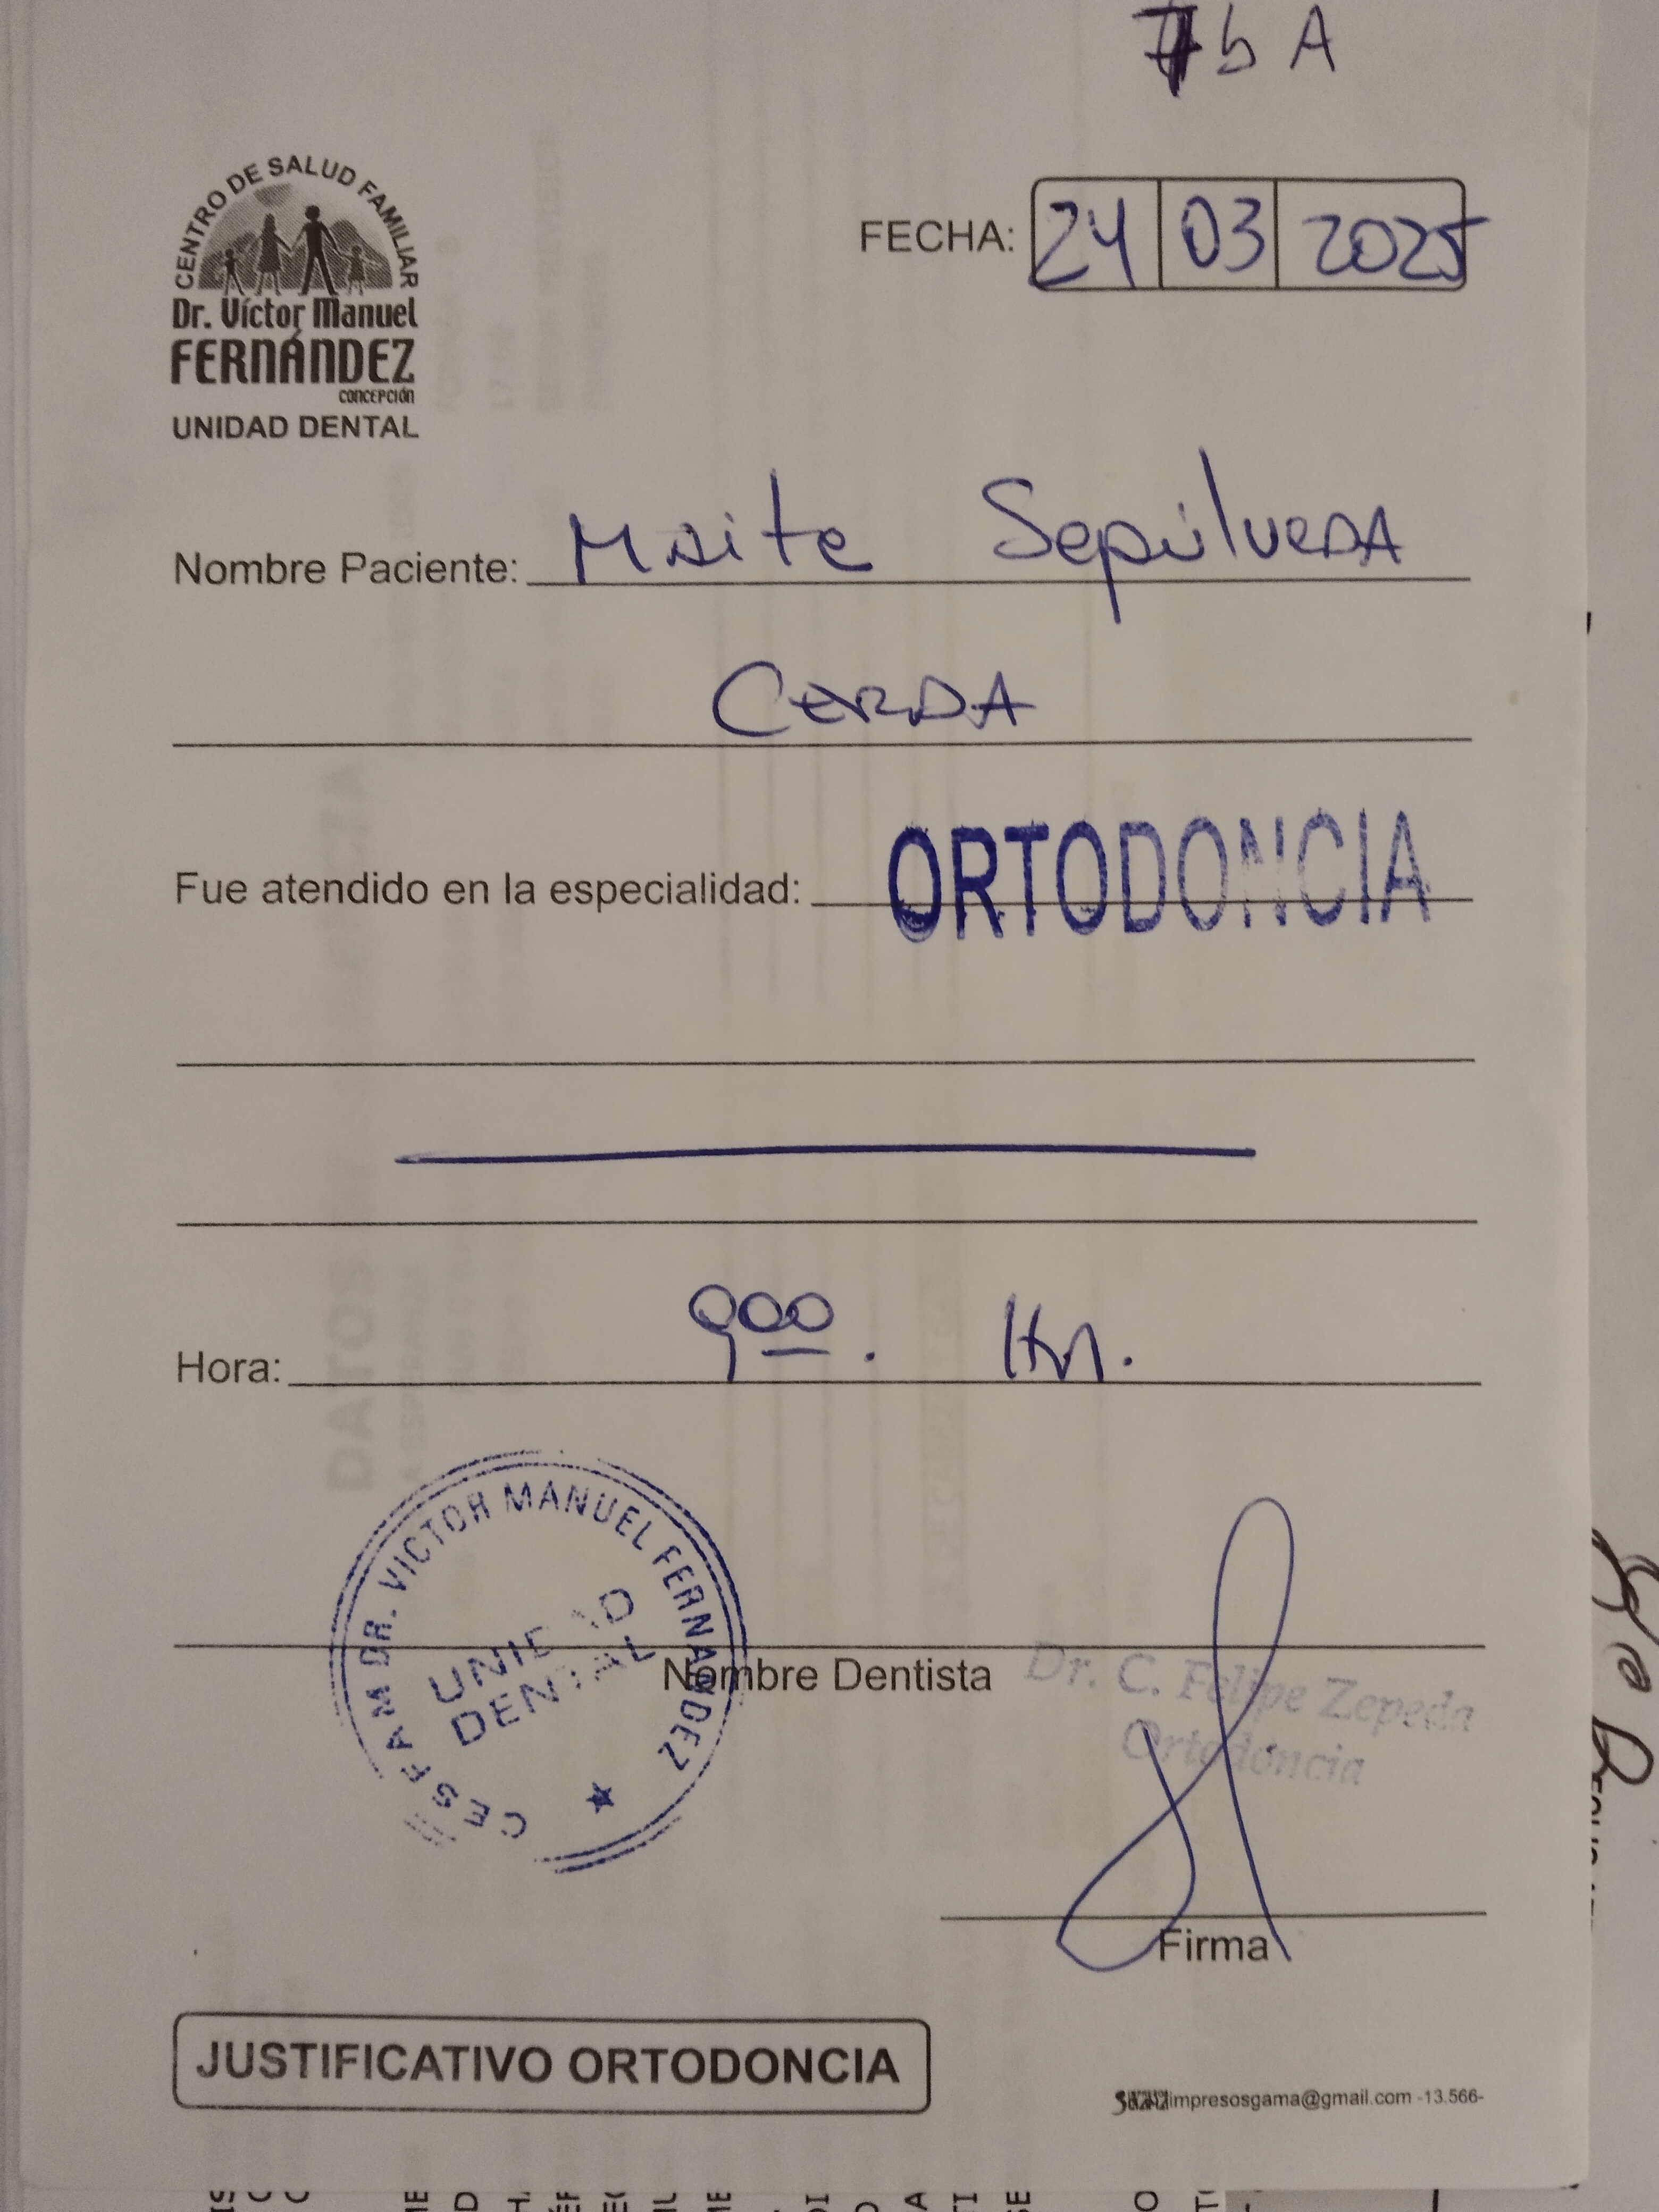 b A
CENTRO DE SALUD FAMILIAR
Dr. Víctor Manuel
FERNÁNDEZ
CONCEPCIÓN
UNIDAD DENTAL
FECHA: 24 03 2025
Nombre Paciente: Maite Sepúlveda
CERDA
Fue atendido en la especialidad: ORTODONCIA
Hora: 900. Hrs.
CESFAM DR. VICTOR MANUEL FERNANDEZ
UNIDAD
DENTAL
Nombre Dentista
Dr. C. Felipe Zepeda
Ortodoncia
Firma
JUSTIFICATIVO ORTODONCIA
impresosgama@gmail.com -13.566-